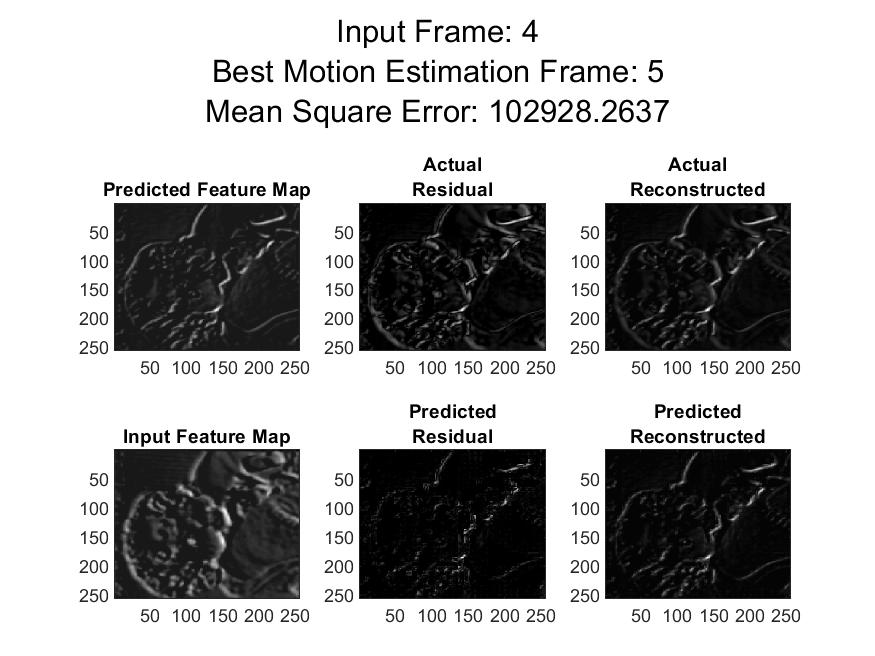 Input Frame: 4
Best Motion Estimation Frame: 5
Mean Square Error: 102928.2637
Predicted Feature Map
Actual
Residual
Actual
Reconstructed
50
100
150
200
250
50 100 150 200 250
50
100
150
200
250
50 100 150 200 250
50
100
150
200
250
50 100 150 200 250
Input Feature Map
Predicted
Residual
Predicted
Reconstructed
50
100
150
200
250
50 100 150 200 250
50
100
150
200
250
50 100 150 200 250
50
100
150
200
250
50 100 150 200 250